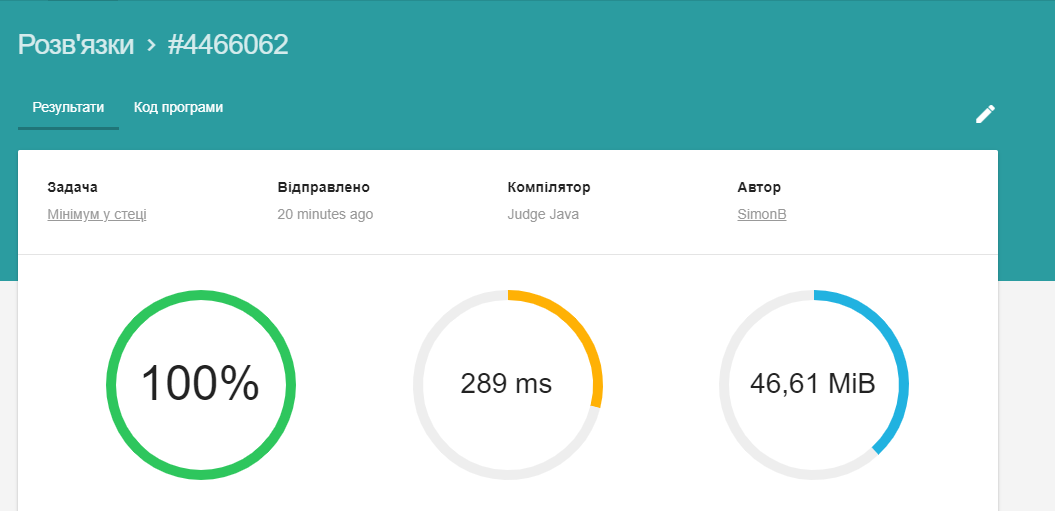 Розв'язки > #4466062
Результати Код програми
Задача Відправлено Компілятор Автор
Мінімум у стеці 20 minutes ago Judge Java SimonB
100% 289 ms 46,61 MiB